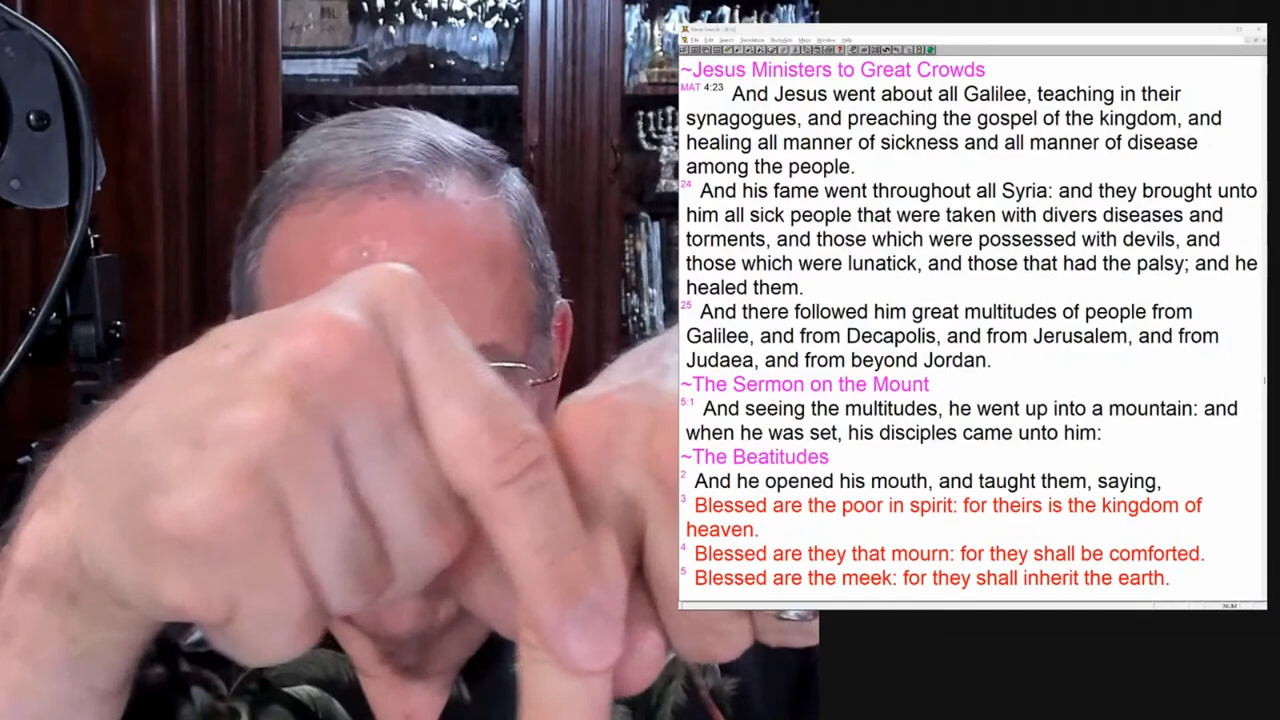 File Edit Search Translation StudyAids Maps Window Help
~Jesus Ministers to Great Crowds
MAT 4:23 And Jesus went about all Galilee, teaching in their
synagogues, and preaching the gospel of the kingdom, and
healing all manner of sickness and all manner of disease
among the people.
24 And his fame went throughout all Syria: and they brought unto
him all sick people that were taken with divers diseases and
torments, and those which were possessed with devils, and
those which were lunatick, and those that had the palsy; and he
healed them.
25 And there followed him great multitudes of people from
Galilee, and from Decapolis, and from Jerusalem, and from
Judaea, and from beyond Jordan.
~The Sermon on the Mount
5:1 And seeing the multitudes, he went up into a mountain: and
when he was set, his disciples came unto him:
~The Beatitudes
2 And he opened his mouth, and taught them, saying,
3 Blessed are the poor in spirit: for theirs is the kingdom of
heaven.
4 Blessed are they that mourn: for they shall be comforted.
5 Blessed are the meek: for they shall inherit the earth.
NUM